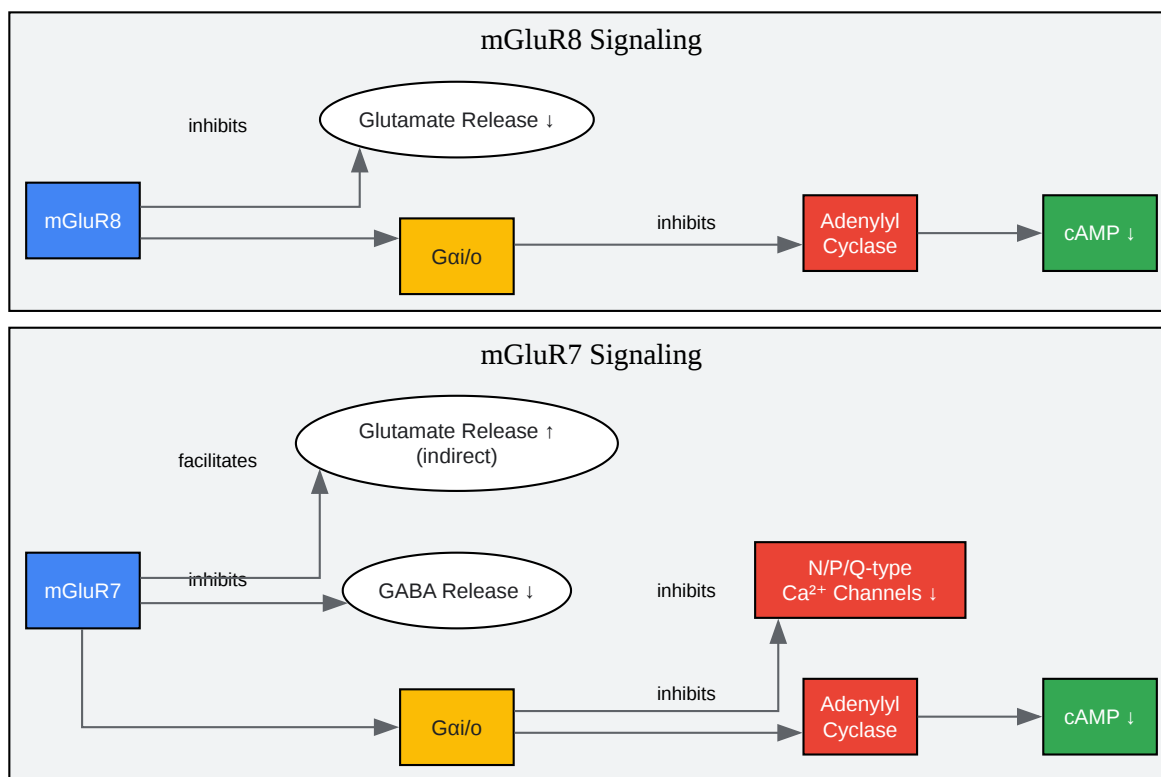 mGluR8 Signaling
inhibits
Glutamate Release ↓
mGluR8
Gαi/o
inhibits
Adenylyl
Cyclase
cAMP ↓
mGluR7 Signaling
facilitates
Glutamate Release ↑
(indirect)
mGluR7
inhibits
GABA Release ↓
inhibits
N/P/Q-type
Ca²⁺ Channels ↓
Gαi/o
inhibits
Adenylyl
Cyclase
cAMP ↓